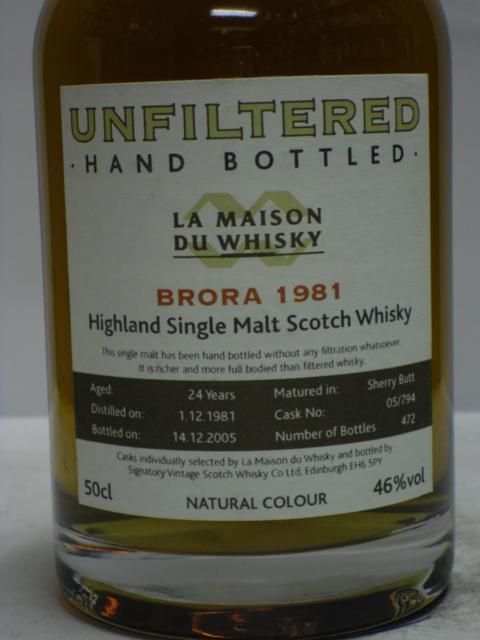 UNFILTERED
· HAND BOTTLED ·
LA MAISON
DU WHISKY
BRORA 1981
Highland Single Malt Scotch Whisky
This single malt has been hand bottled without any filtration whatsoever.
It is richer and more full bodied than filtered whisky.
Aged: 24 Years Matured in: Sherry Butt
Distilled on: 1.12.1981 Cask No: 05/794
Bottled on: 14.12.2005 Number of Bottles 472
Casks individually selected by La Maison du Whisky and bottled by
Signatory Vintage Scotch Whisky Co Ltd, Edinburgh EH6 5PY
50cl NATURAL COLOUR 46%vol